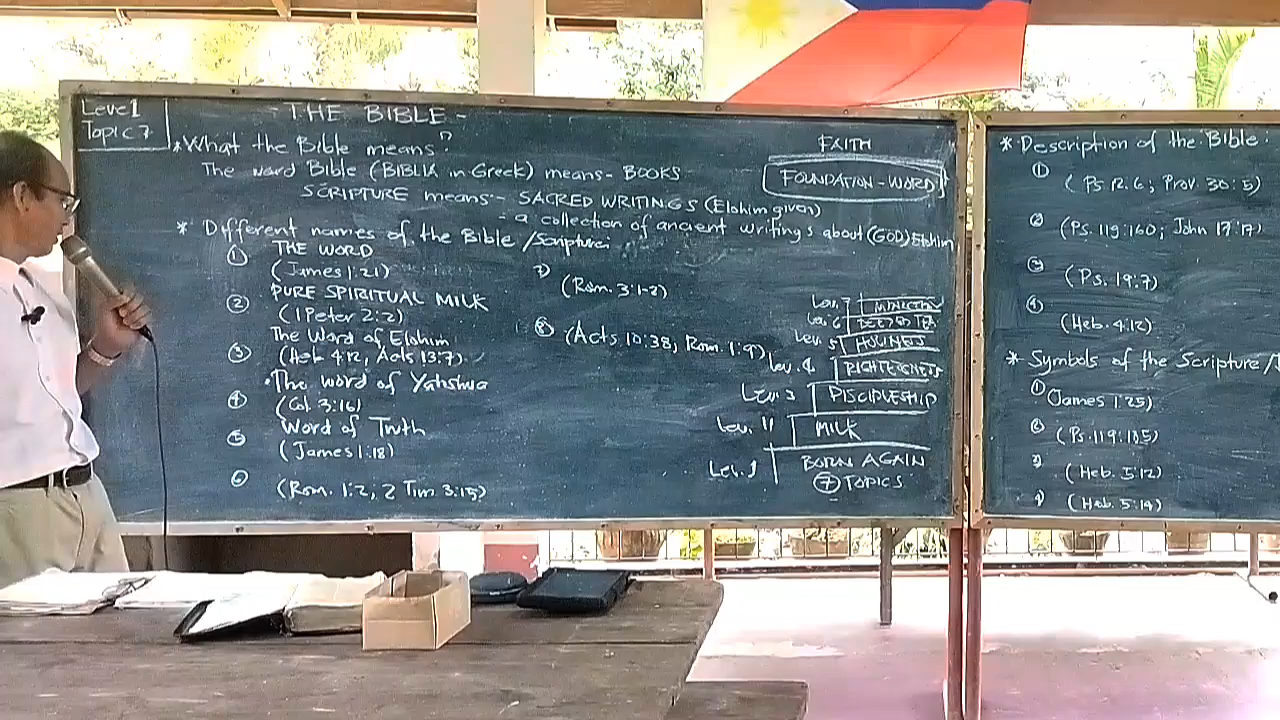 Level
Topic 7
- THE BIBLE -
* What the Bible means?
The word Bible (BIBLIA in Greek) means - BOOKS
SCRIPTURE means - SACRED WRITINGS (Elohim given)
- a collection of ancient writings about (GOD) Elohim
* Different names of the Bible / Scripture:
① THE WORD
(James 1:21)
② PURE SPIRITUAL MILK
(1 Peter 2:2)
The Word of Elohim
③ (Heb. 4:12, Acts 13:7)
The word of Yahshua
④ (Col. 3:16)
⑤ Word of Truth
(James 1:18)
⑥ (Rom. 1:2, 2 Tim. 3:15)
7) (Rom. 3:1-2)
⑧ (Acts 10:38; Rom. 1:9)
FAITH
FOUNDATION - WORD
Lev. 7 MINISTRY
Lev. 6
Lev. 5 HOLINESS
Lev. 4
Lev. 3 DISCIPLESHIP
Lev. 11 MILK
Lev. 1 BORN AGAIN
⑦ TOPICS
* Description of the Bible:
① (Ps 12:6; Prov. 30:5)
② (Ps. 119:160; John 17:17)
③ (Ps. 19:7)
④ (Heb. 4:12)
* Symbols of the Scripture/
① (James 1:25)
② (Ps. 119:105)
3) (Heb. 5:12)
4) (Heb. 5:14)